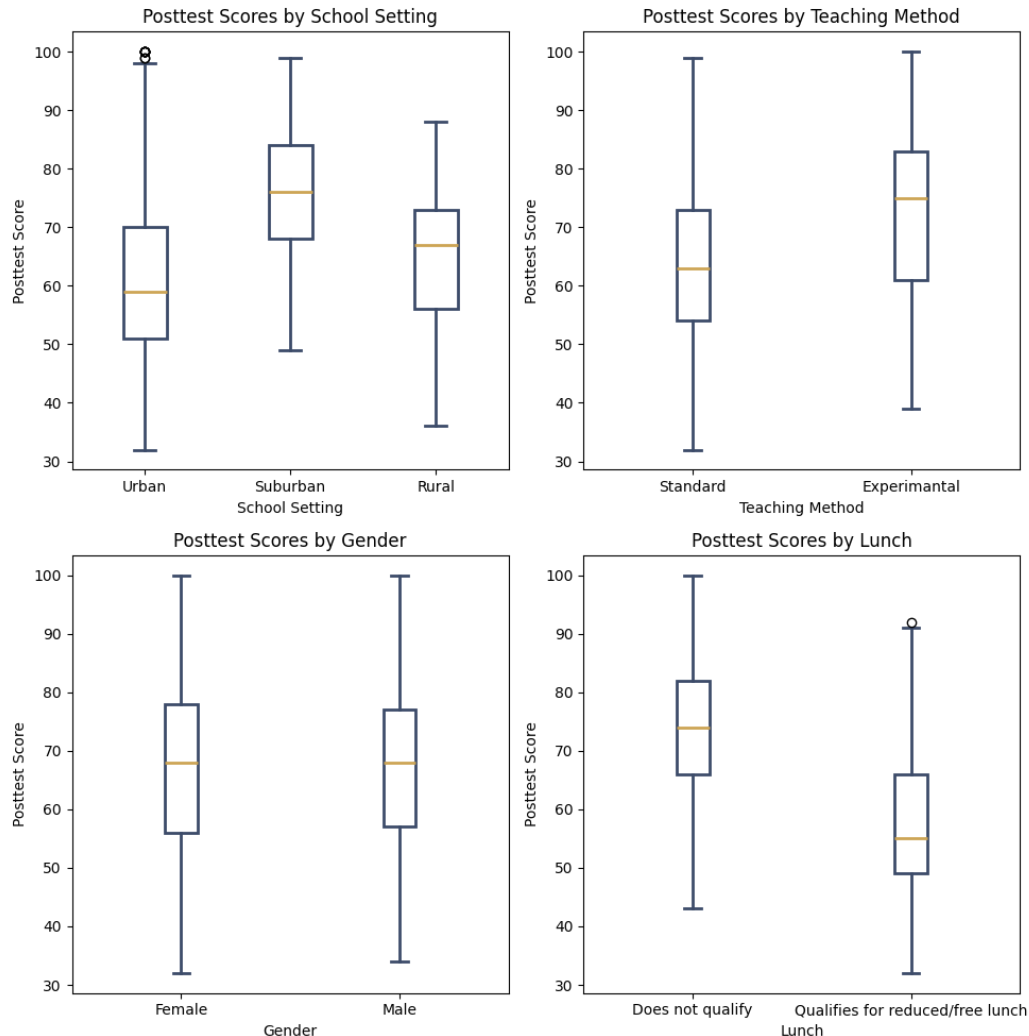 Posttest Scores by School Setting
Posttest Score
100
90
80
70
60
50
40
30
Urban Suburban Rural
School Setting
Posttest Scores by Teaching Method
Posttest Score
100
90
80
70
60
50
40
30
Standard Experimantal
Teaching Method
Posttest Scores by Gender
Posttest Score
100
90
80
70
60
50
40
30
Female Male
Gender
Posttest Scores by Lunch
Posttest Score
100
90
80
70
60
50
40
30
Does not qualify Qualifies for reduced/free lunch
Lunch